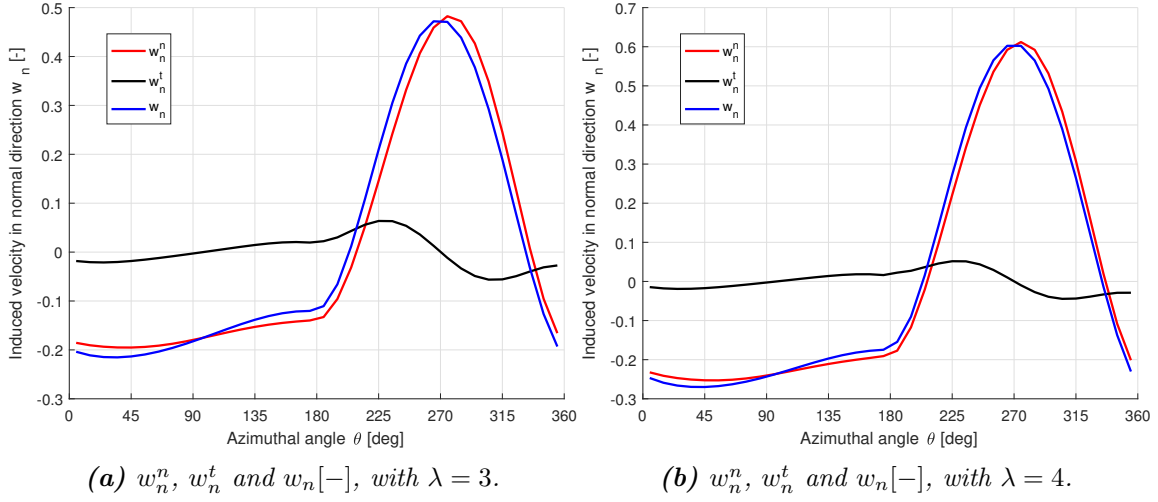 0.5
0.4
0.3
0.2
0.1
0
-0.1
-0.2
-0.3
0 45 90 135 180 225 270 315 360
Induced velocity in normal direction w_n [-]
Azimuthal angle θ [deg]
w_n^n
w_n^t
w_n
(a) w_n^n, w_n^t and w_n[−], with λ = 3.
0.7
0.6
0.5
0.4
0.3
0.2
0.1
0
-0.1
-0.2
-0.3
0 45 90 135 180 225 270 315 360
Induced velocity in normal direction w_n [-]
Azimuthal angle θ [deg]
w_n^n
w_n^t
w_n
(b) w_n^n, w_n^t and w_n[−], with λ = 4.